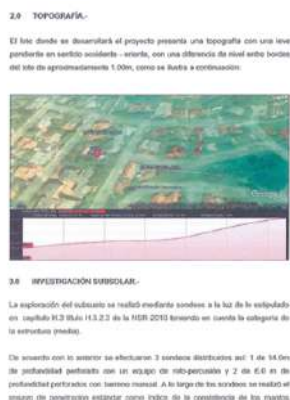 2.0 TOPOGRAFÍA.-
El lote donde se desarrollará el proyecto presenta una topografía con una leve
pendiente en sentido occidente - oriente, con una diferencia de nivel entre bordes
del lote de aproximadamente 1.00m, como se ilustra a continuación:
3.0 INVESTIGACIÓN SUBSOLAR.-
La exploración del subsuelo se realizó mediante sondeos a la luz de lo estipulado
en capítulo H.3 título H.3.2.3 de la NSR-2010 teniendo en cuenta la categoría de
la estructura (media).
De acuerdo con lo anterior se efectuaron 3 sondeos distribuidos así: 1 de 14.0m
de profundidad perforado con un equipo de roto-percusión y 2 de 6.0 m de
profundidad perforados con barreno manual. A lo largo de los sondeos se realizó el
ensayo de penetración estándar como índice de la consistencia de los mantos